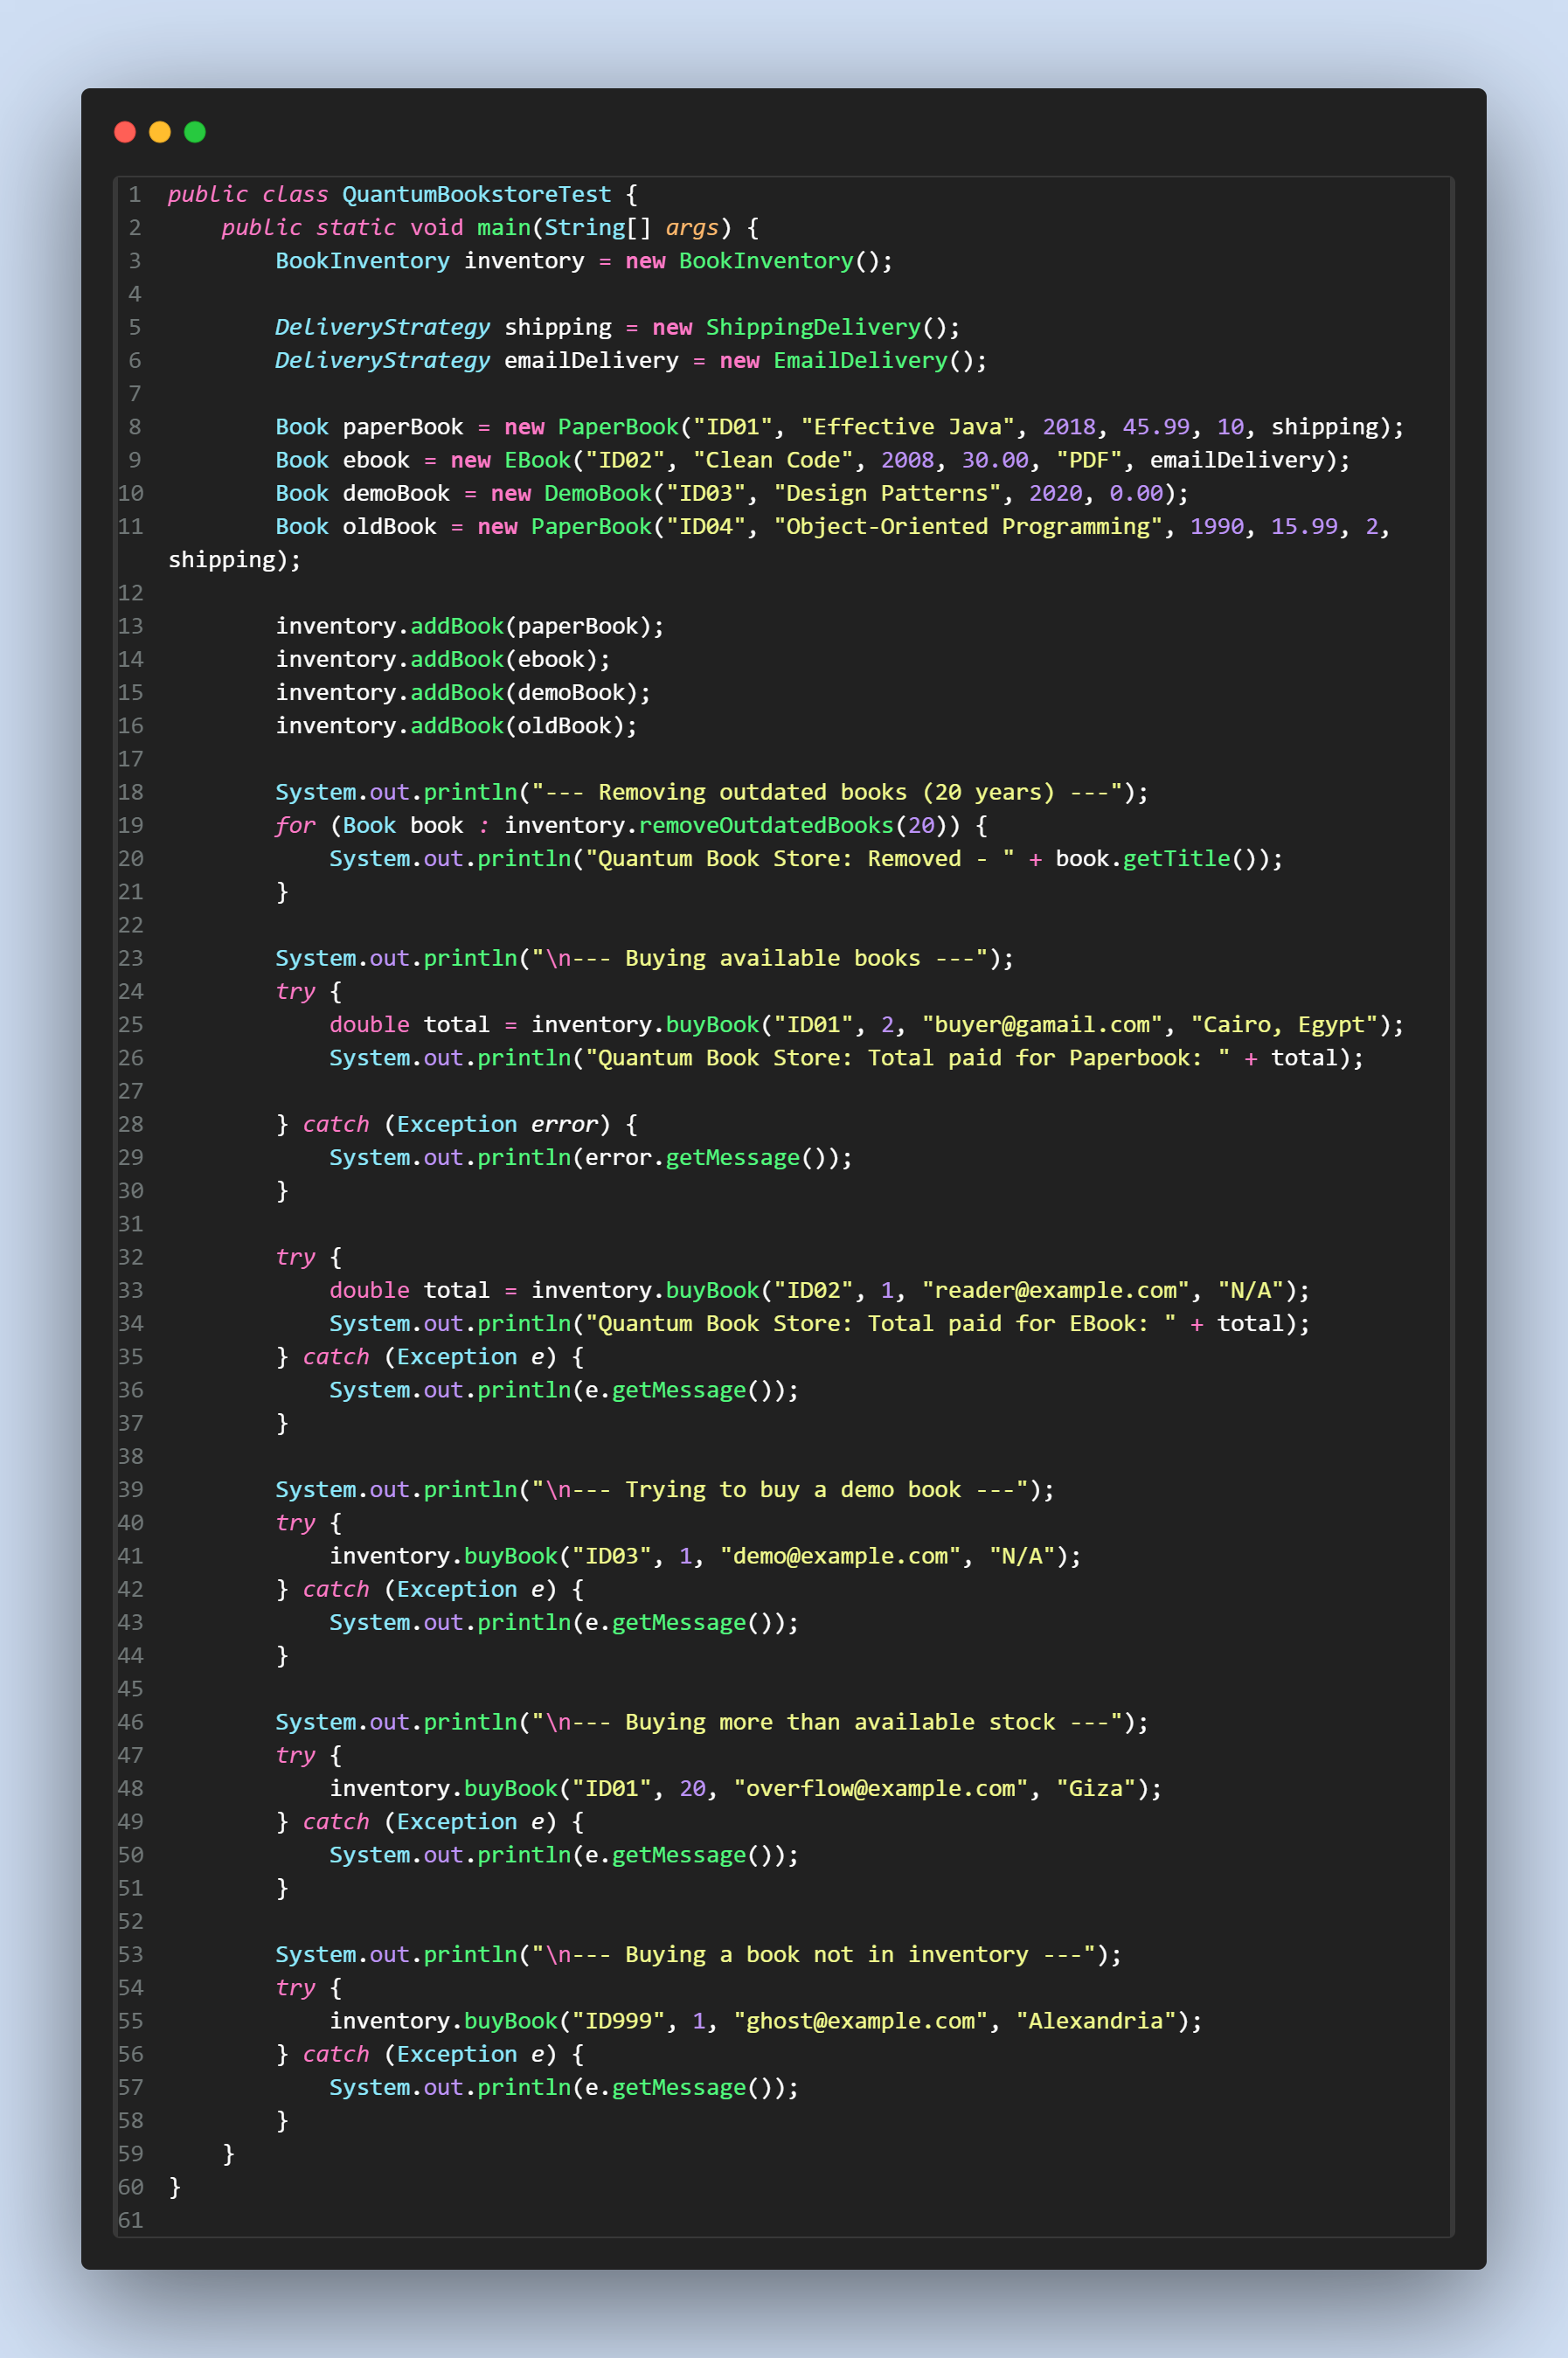 1 public class QuantumBookstoreTest {
2     public static void main(String[] args) {
3         BookInventory inventory = new BookInventory();
4
5         DeliveryStrategy shipping = new ShippingDelivery();
6         DeliveryStrategy emailDelivery = new EmailDelivery();
7
8         Book paperBook = new PaperBook("ID01", "Effective Java", 2018, 45.99, 10, shipping);
9         Book ebook = new EBook("ID02", "Clean Code", 2008, 30.00, "PDF", emailDelivery);
10         Book demoBook = new DemoBook("ID03", "Design Patterns", 2020, 0.00);
11         Book oldBook = new PaperBook("ID04", "Object-Oriented Programming", 1990, 15.99, 2,
shipping);
12
13         inventory.addBook(paperBook);
14         inventory.addBook(ebook);
15         inventory.addBook(demoBook);
16         inventory.addBook(oldBook);
17
18         System.out.println("--- Removing outdated books (20 years) ---");
19         for (Book book : inventory.removeOutdatedBooks(20)) {
20             System.out.println("Quantum Book Store: Removed - " + book.getTitle());
21         }
22
23         System.out.println("\n--- Buying available books ---");
24         try {
25             double total = inventory.buyBook("ID01", 2, "buyer@gamail.com", "Cairo, Egypt");
26             System.out.println("Quantum Book Store: Total paid for Paperbook: " + total);
27
28         } catch (Exception error) {
29             System.out.println(error.getMessage());
30         }
31
32         try {
33             double total = inventory.buyBook("ID02", 1, "reader@example.com", "N/A");
34             System.out.println("Quantum Book Store: Total paid for EBook: " + total);
35         } catch (Exception e) {
36             System.out.println(e.getMessage());
37         }
38
39         System.out.println("\n--- Trying to buy a demo book ---");
40         try {
41             inventory.buyBook("ID03", 1, "demo@example.com", "N/A");
42         } catch (Exception e) {
43             System.out.println(e.getMessage());
44         }
45
46         System.out.println("\n--- Buying more than available stock ---");
47         try {
48             inventory.buyBook("ID01", 20, "overflow@example.com", "Giza");
49         } catch (Exception e) {
50             System.out.println(e.getMessage());
51         }
52
53         System.out.println("\n--- Buying a book not in inventory ---");
54         try {
55             inventory.buyBook("ID999", 1, "ghost@example.com", "Alexandria");
56         } catch (Exception e) {
57             System.out.println(e.getMessage());
58         }
59     }
60 }
61